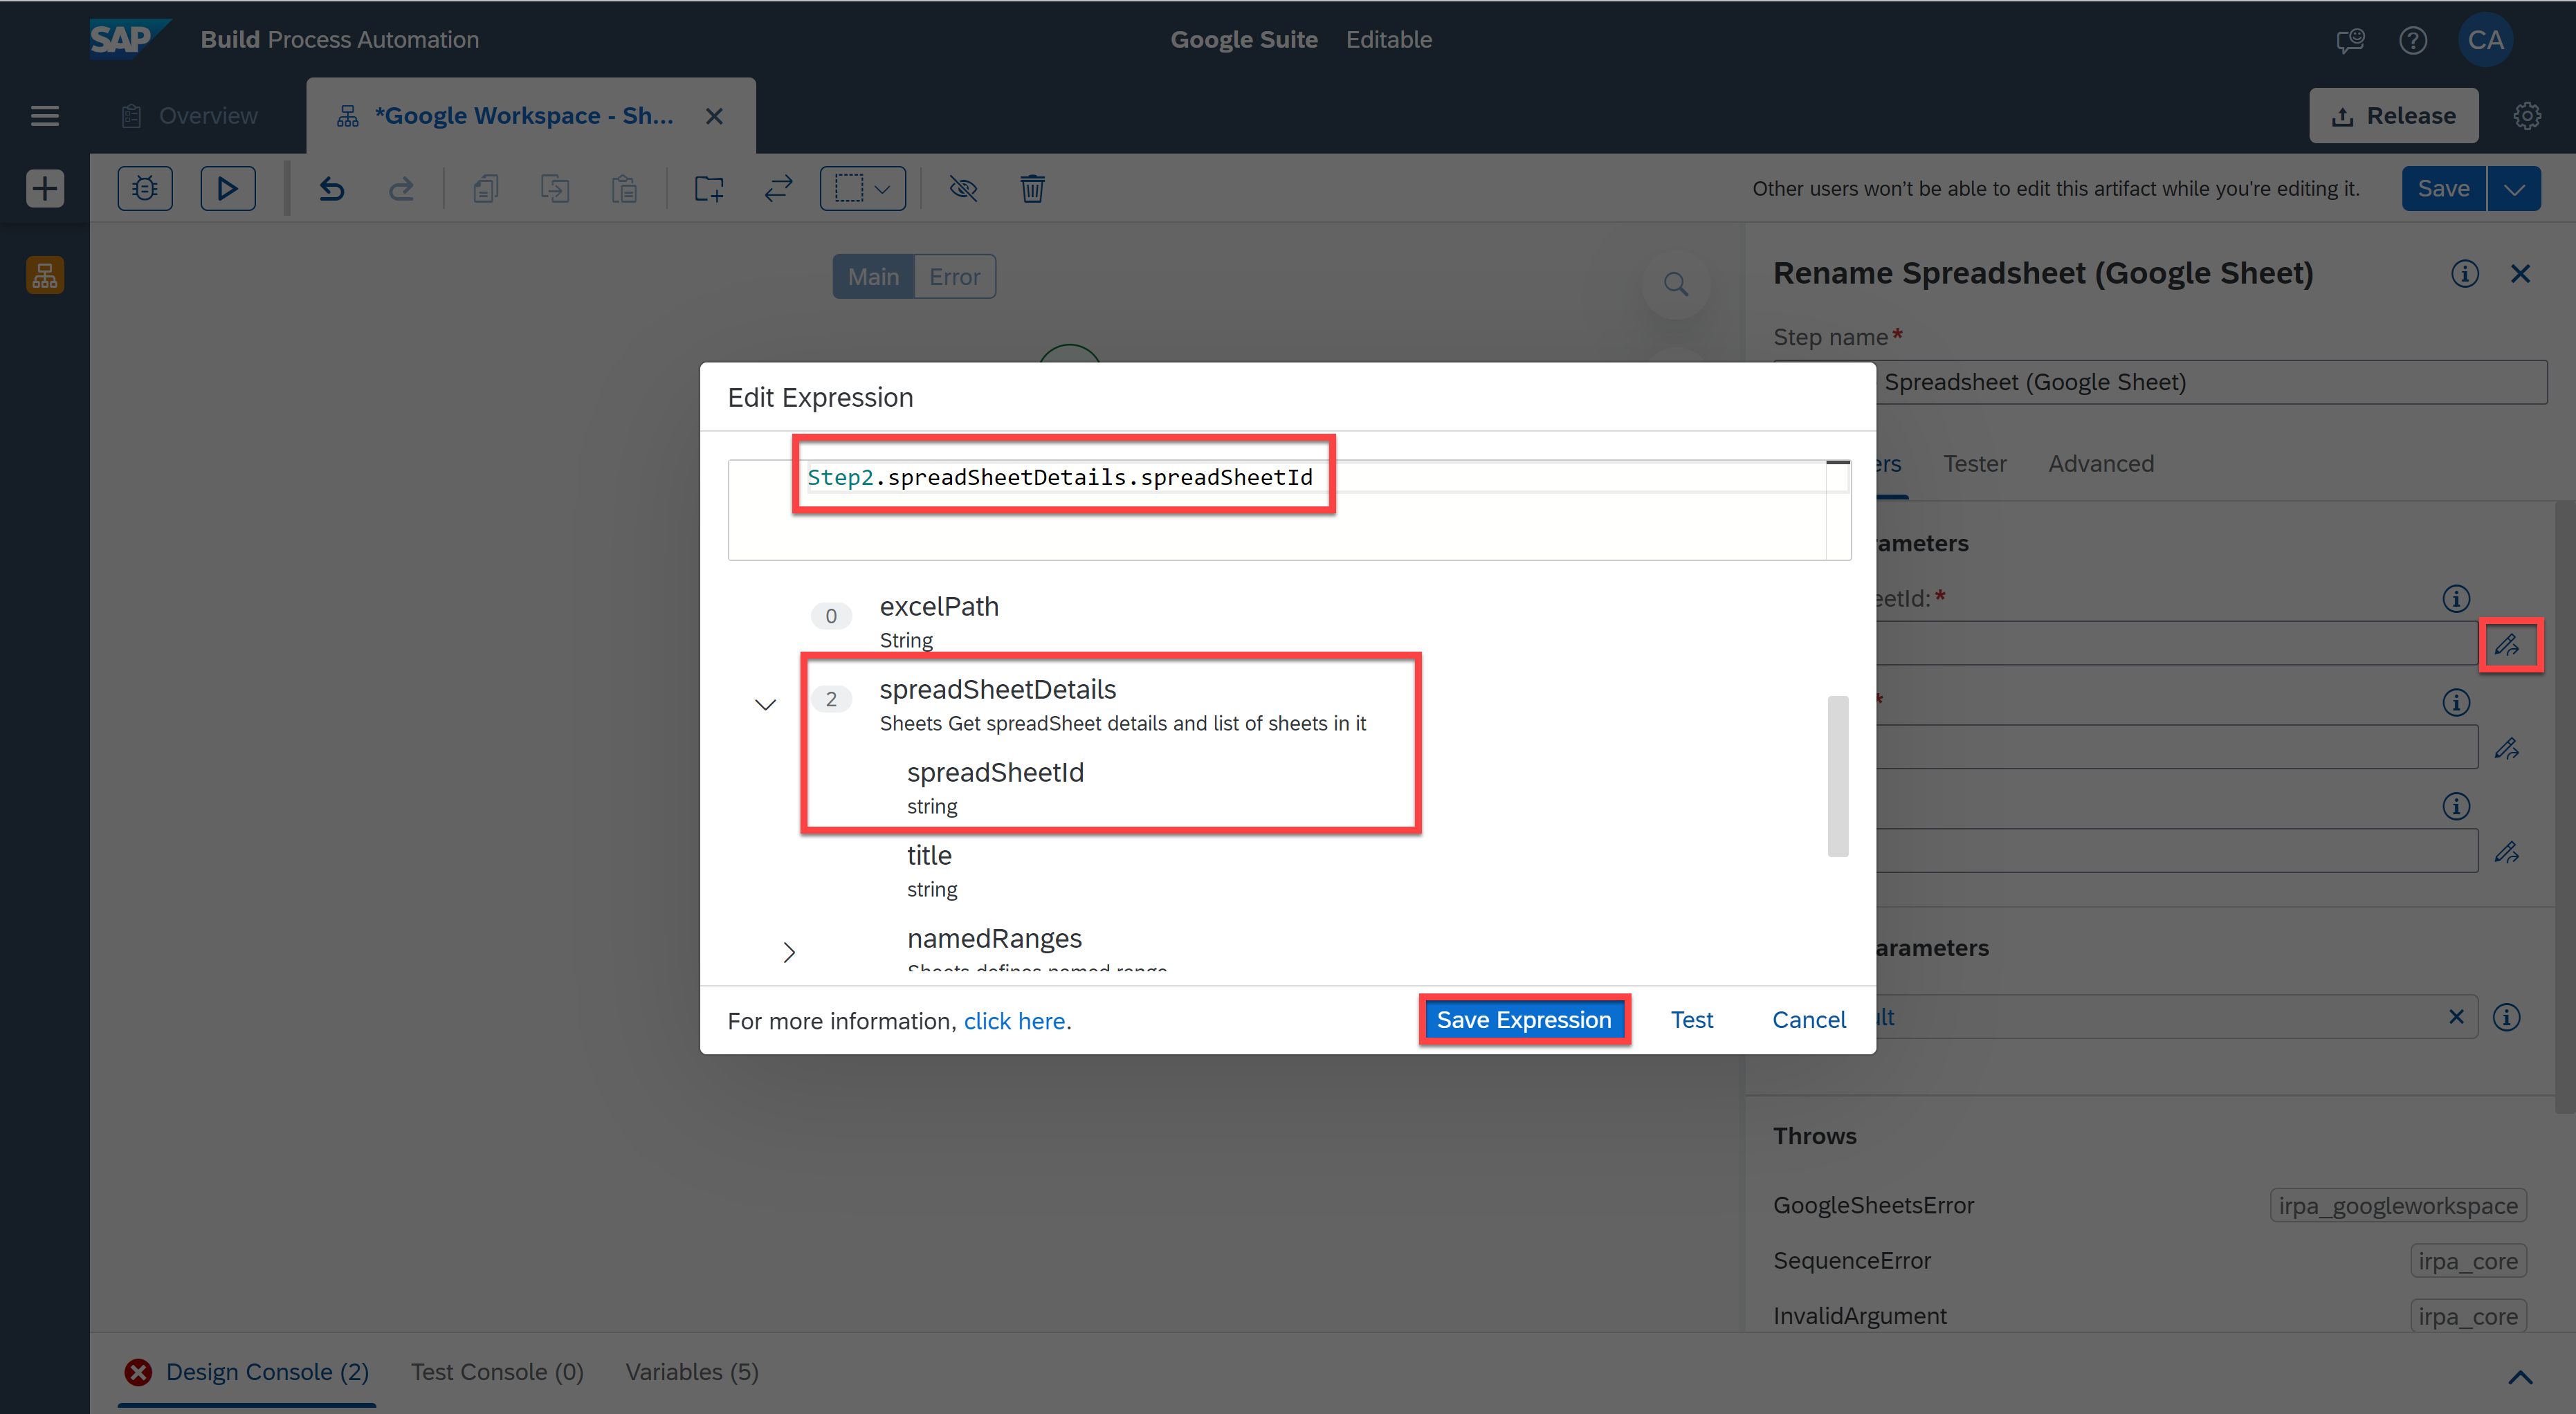 SAP Build Process Automation
Google Suite Editable
CA
Overview
*Google Workspace - Sh...
Release
Other users won't be able to edit this artifact while you're editing it.
Save
Main Error
Rename Spreadsheet (Google Sheet)
Step name*
Spreadsheet (Google Sheet)
Edit Expression
Step2.spreadSheetDetails.spreadSheetId
0
excelPath
String
2
spreadSheetDetails
Sheets Get spreadSheet details and list of sheets in it
spreadSheetId
string
title
string
namedRanges
Sheets defines named range
For more information, click here.
Save Expression
Test
Cancel
ers
Tester
Advanced
ameters
eetId:*
*
arameters
ult
Throws
GoogleSheetsError
irpa_googleworkspace
SequenceError
irpa_core
InvalidArgument
irpa_core
Design Console (2)
Test Console (0)
Variables (5)